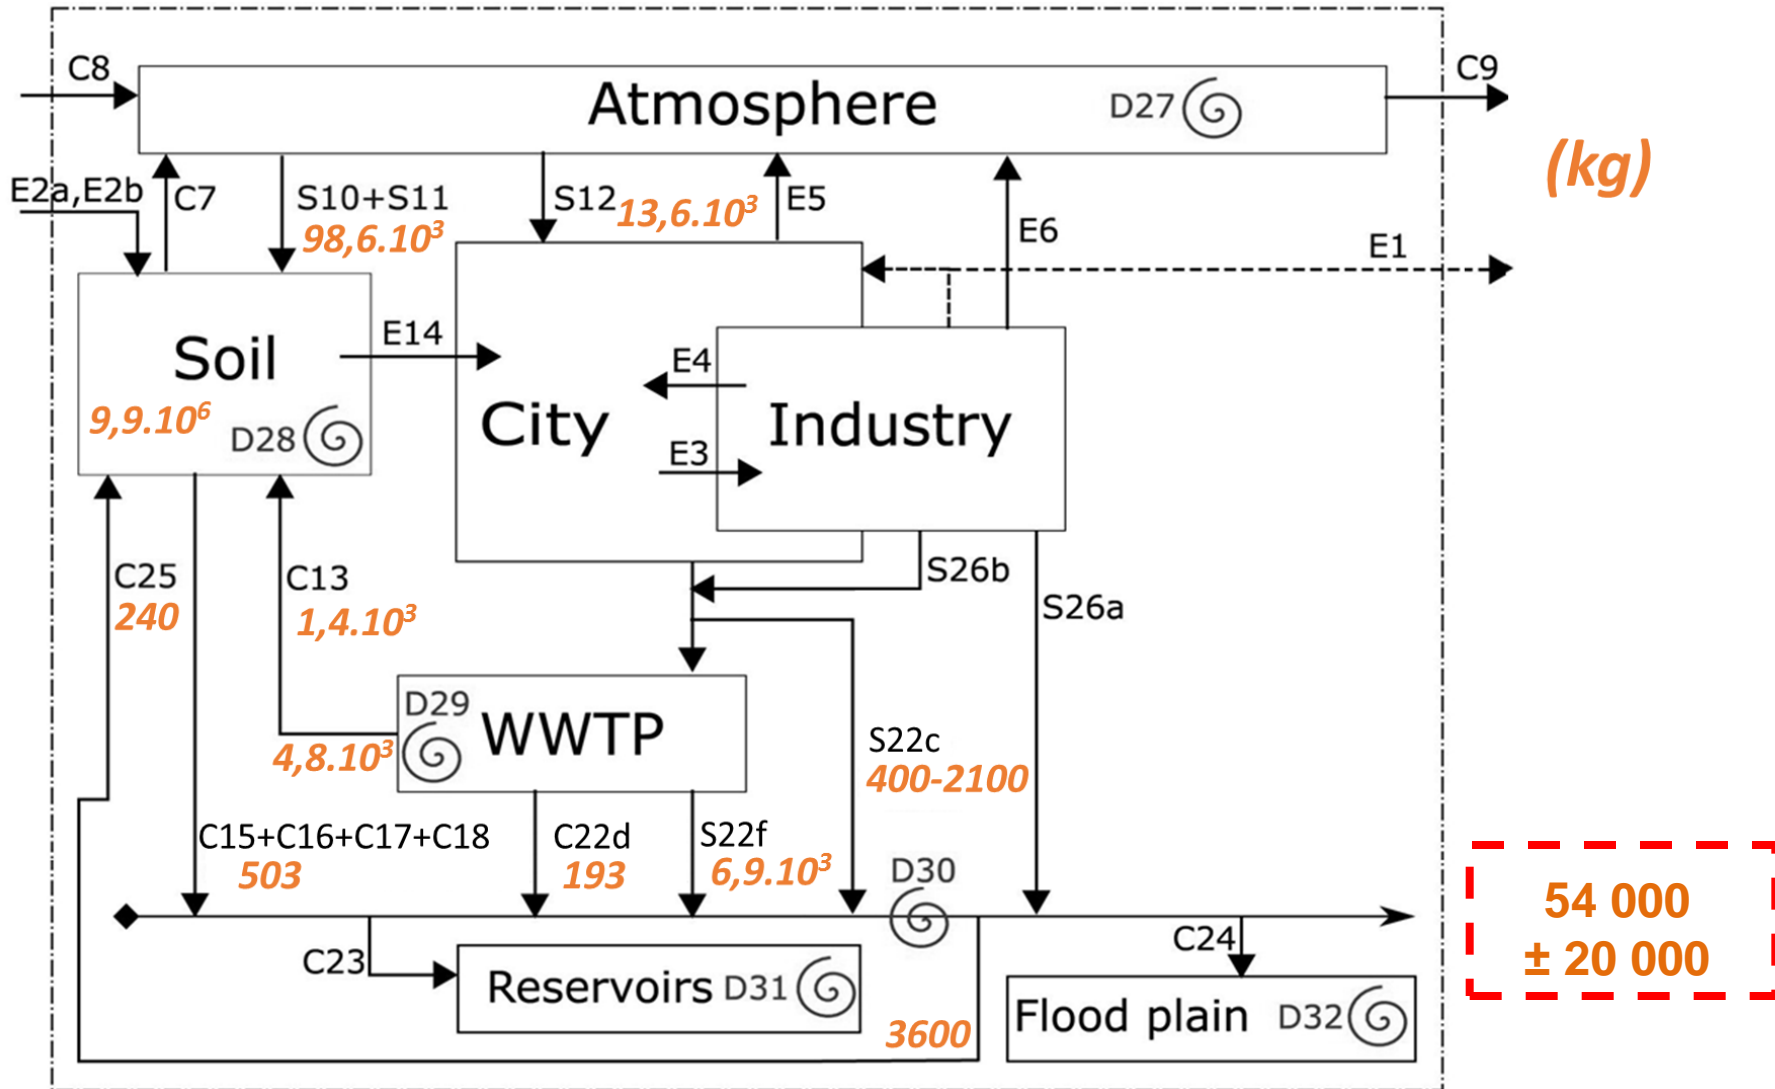 C8
Atmosphere
D27
C9
(kg)
E2a,E2b
C7
S10+S11
98,6.10³
S12
13,6.10³
E5
E6
E1
Soil
9,9.10⁶
D28
E14
City
E4
E3
Industry
C25
240
C13
1,4.10³
S26b
S26a
D29
WWTP
4,8.10³
S22c
400-2100
C15+C16+C17+C18
503
C22d
193
S22f
6,9.10³
D30
54 000
± 20 000
C23
Reservoirs
D31
3600
C24
Flood plain
D32